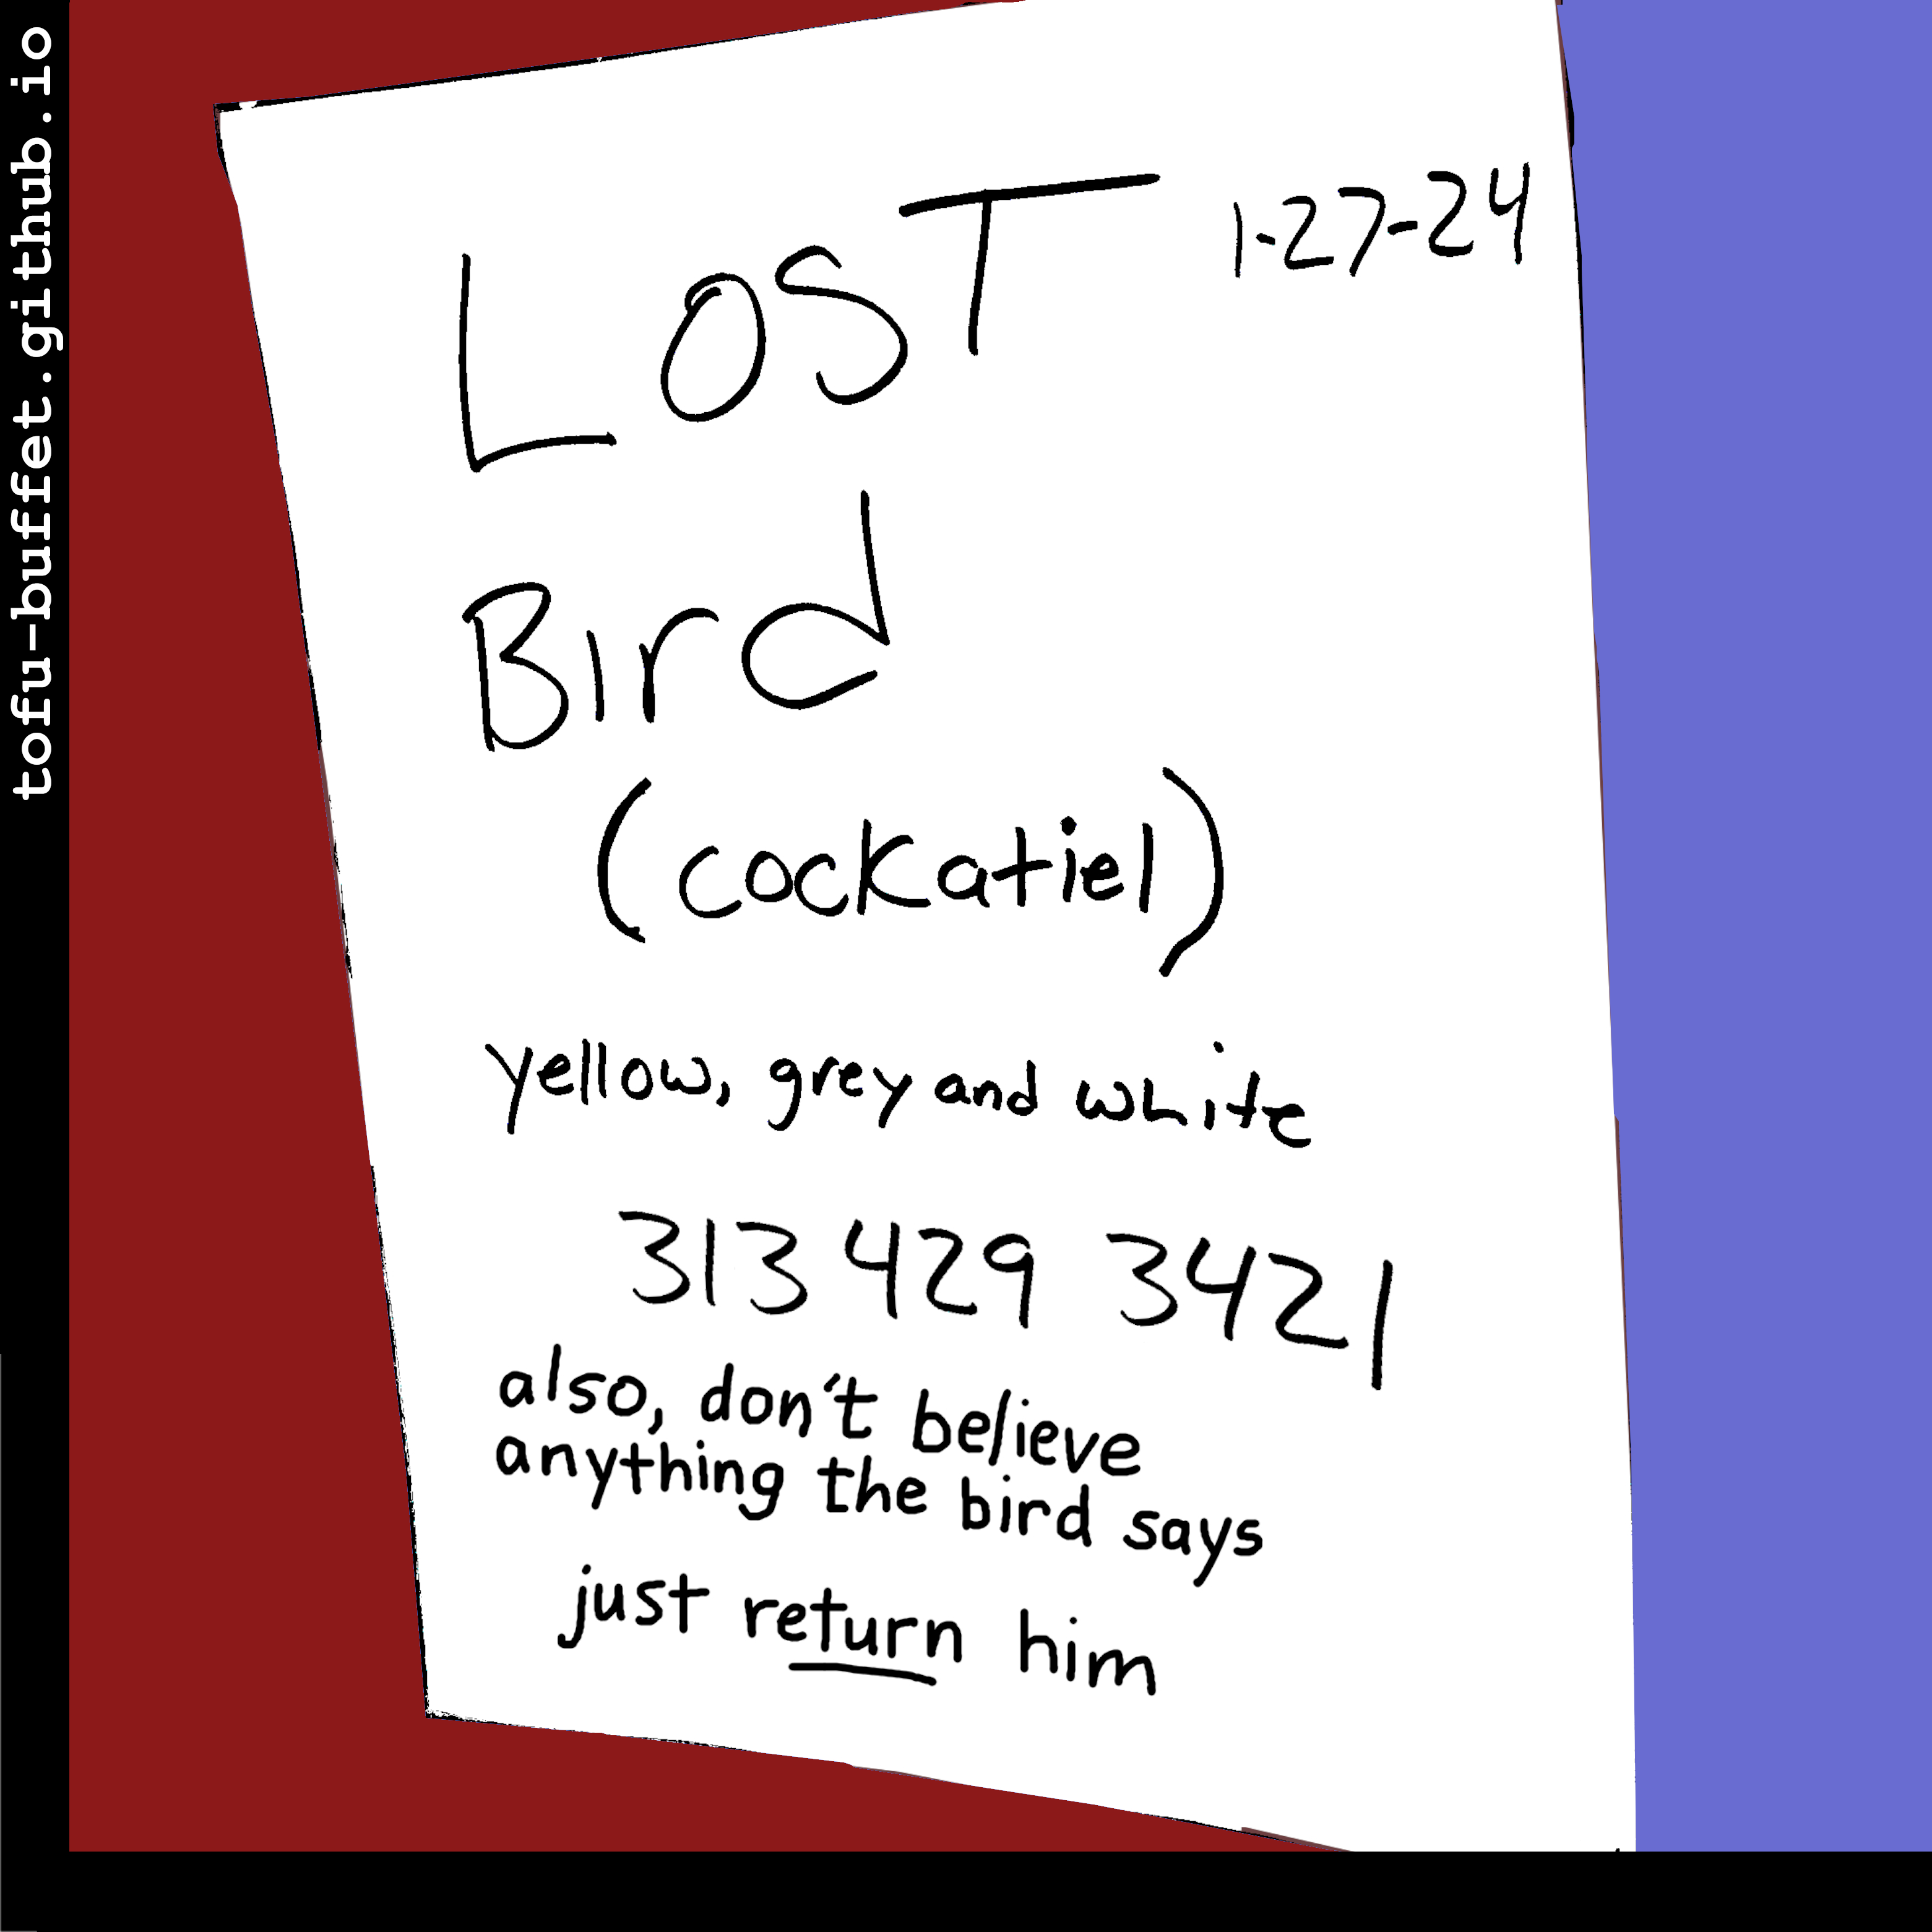 tofu-buffet.github.io
LOST 1-27-24
Bird
(cockatiel)
yellow, grey and white
313 429 3421
also, don't believe
anything the bird says
just return him